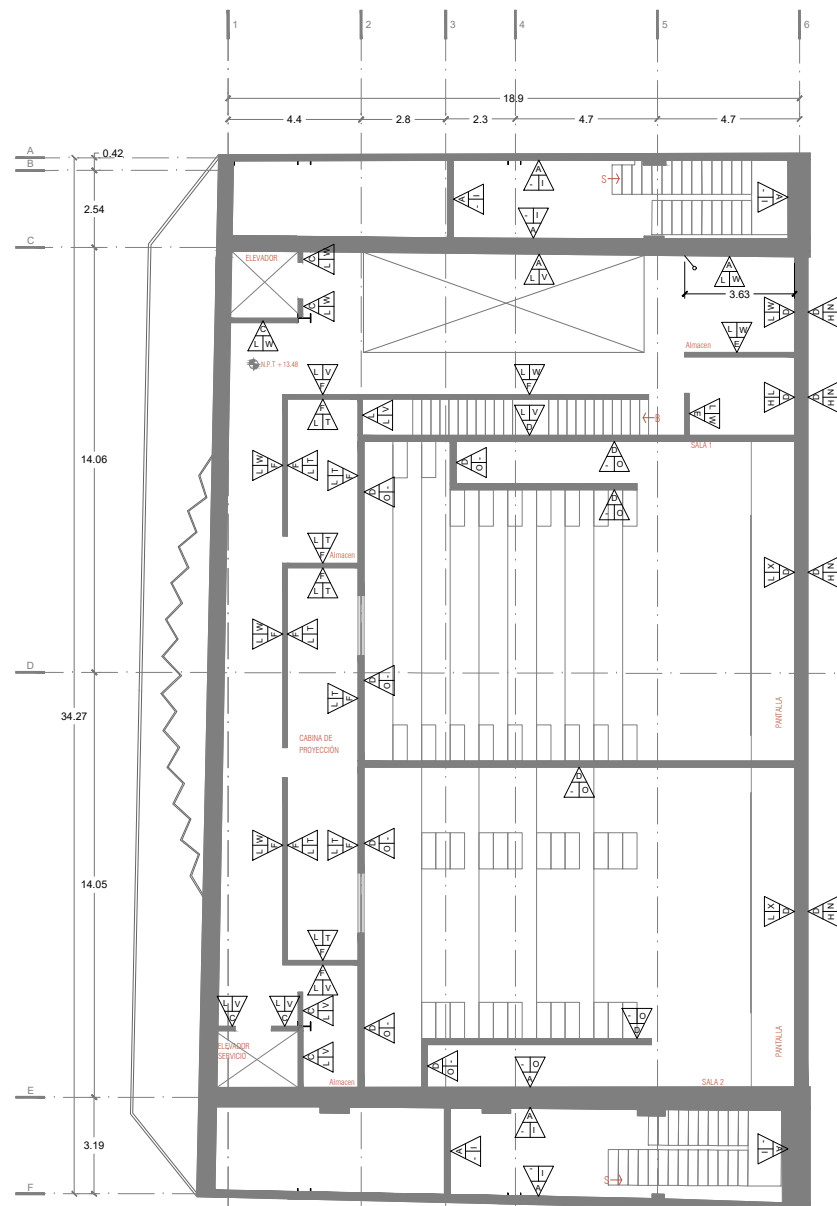 1 2 3 4 5 6
18.9
4.4 2.8 2.3 4.7 4.7
A
0.42
B
2.54
A - I
S
A - I
A - I
- I A
C
ELEVADOR
C L W
A L V
A L W
3.63
C L W
L W D
D H N
C L W
L W E
Almacen
N.P.T + 13.48
L V F
L W F
H L D
D H N
F L T
L L V
L V D
B
E L W
SALA 1
14.06
L W F
F L T
L T F
D O -
D - O
D O -
D - O
L T F
Almacen
F L T
L X D
D H N
L W F
F L T
D
L T F
D O -
34.27
PANTALLA
CABINA DE
PROYECCIÓN
D - O
L W F
F L T
L T F
D O -
14.05
L X D
D H N
L T F
F L V
L V C
L V C
C L V
D O -
- O D
ELEVADOR
SERVICIO
C L V
D O -
- O A
PANTALLA
Almacen
SALA 2
E
3.19
A - I
A - I
A - I
- I A
S
F